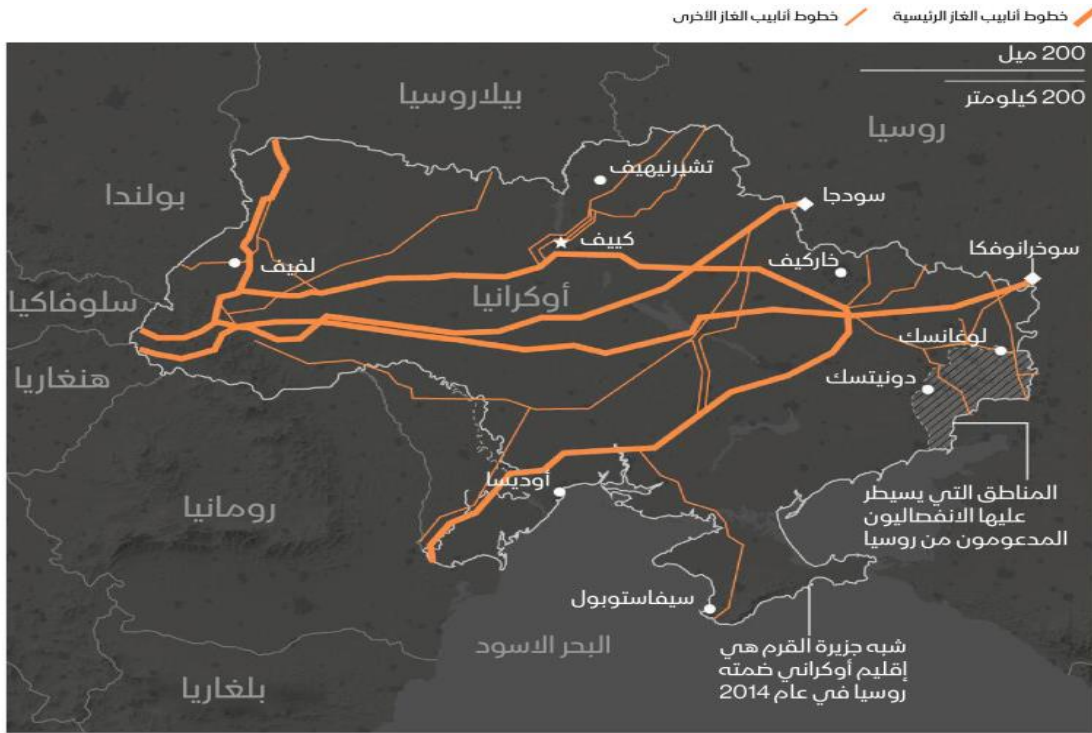 خطوط أنابيب الغاز الرئيسية
خطوط أنابيب الغاز الأخرى
200 ميل
200 كيلومتر
بيلاروسيا
روسيا
بولندا
تشيرنيهيف
سودجا
كييف
سوخرانوفكا
خاركيف
لفيف
أوكرانيا
سلوفاكيا
لوغانسك
هنغاريا
دونيتسك
أوديسا
رومانيا
المناطق التي يسيطر
عليها الانفصاليون
المدعومون من روسيا
سيفاستوبول
البحر الاسود
شبه جزيرة القرم هي
إقليم أوكراني ضمته
روسيا في عام 2014
بلغاريا